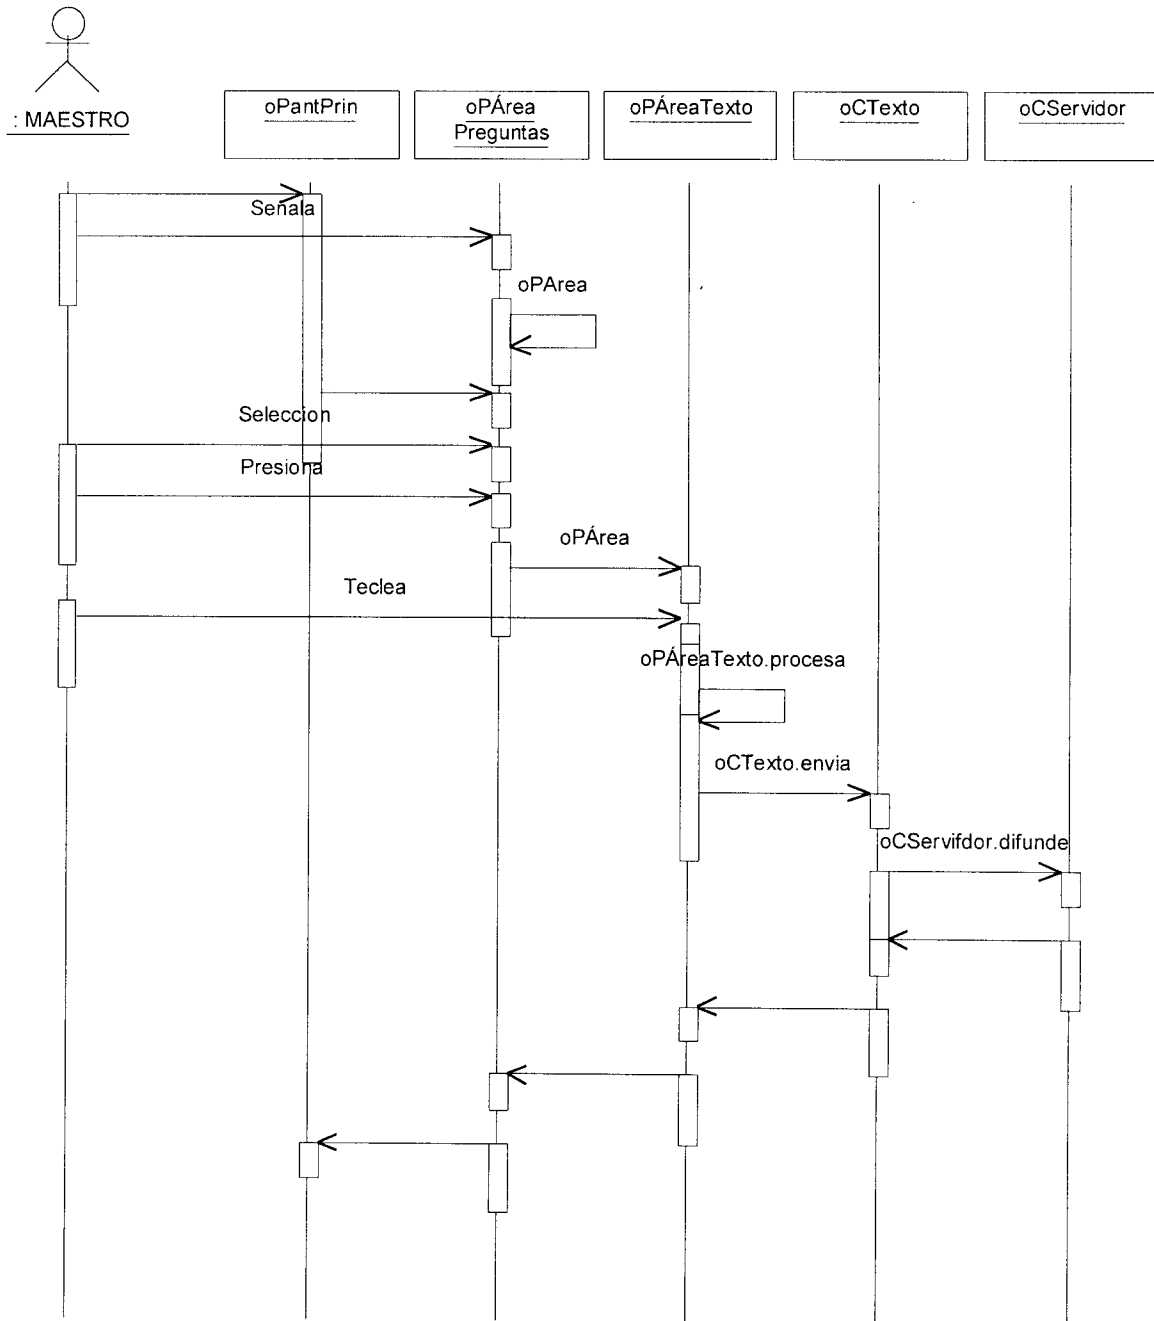 : MAESTRO
oPantPrin
oPÁrea
Preguntas
oPÁreaTexto
oCTexto
oCServidor
Señala
oPArea
Seleccion
Presiona
oPÁrea
Teclea
oPÁreaTexto.procesa
oCTexto.envia
oCServifdor.difunde